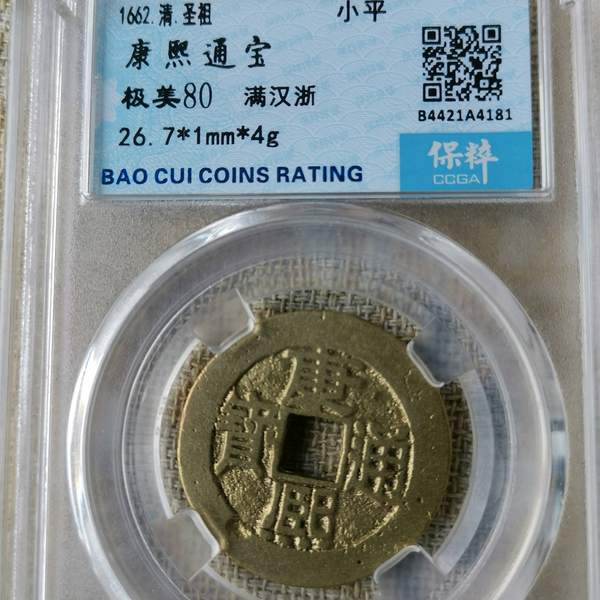 1662.清.圣祖 小平
康熙通宝
极美80 满汉浙
B4421A4181
26.7*1mm*4g
保粹
CCGA
BAO CUI COINS RATING
康熙通寶